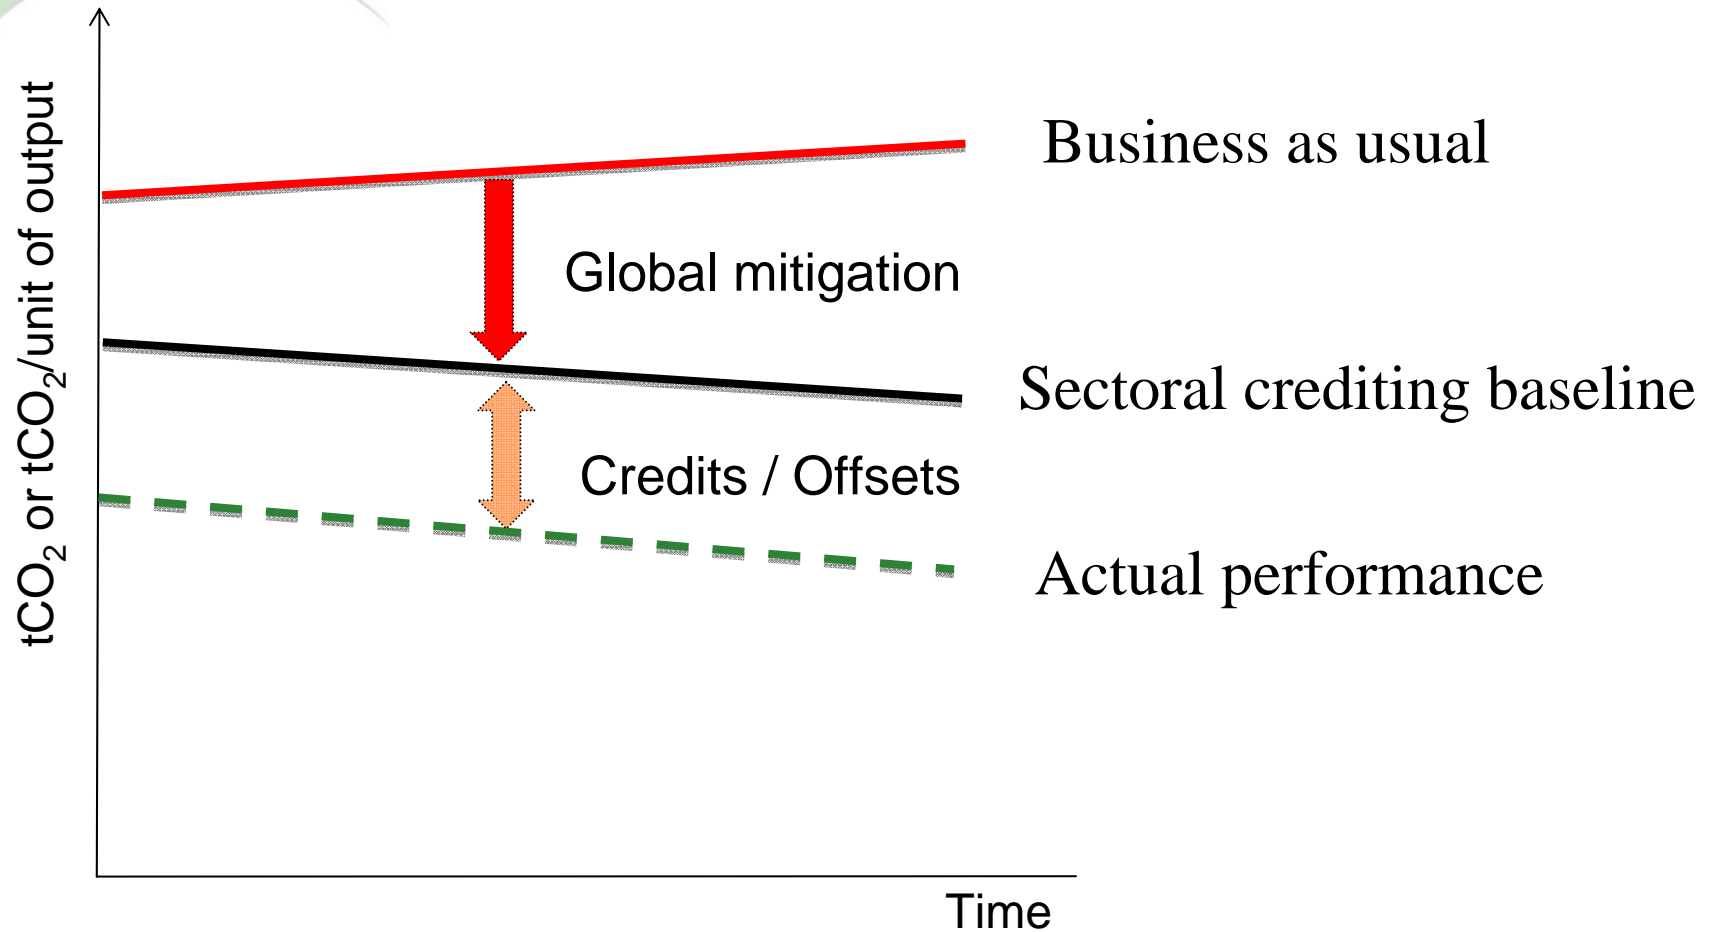 tCO₂ or tCO₂/unit of output
Business as usual
Global mitigation
Sectoral crediting baseline
Credits / Offsets
Actual performance
Time